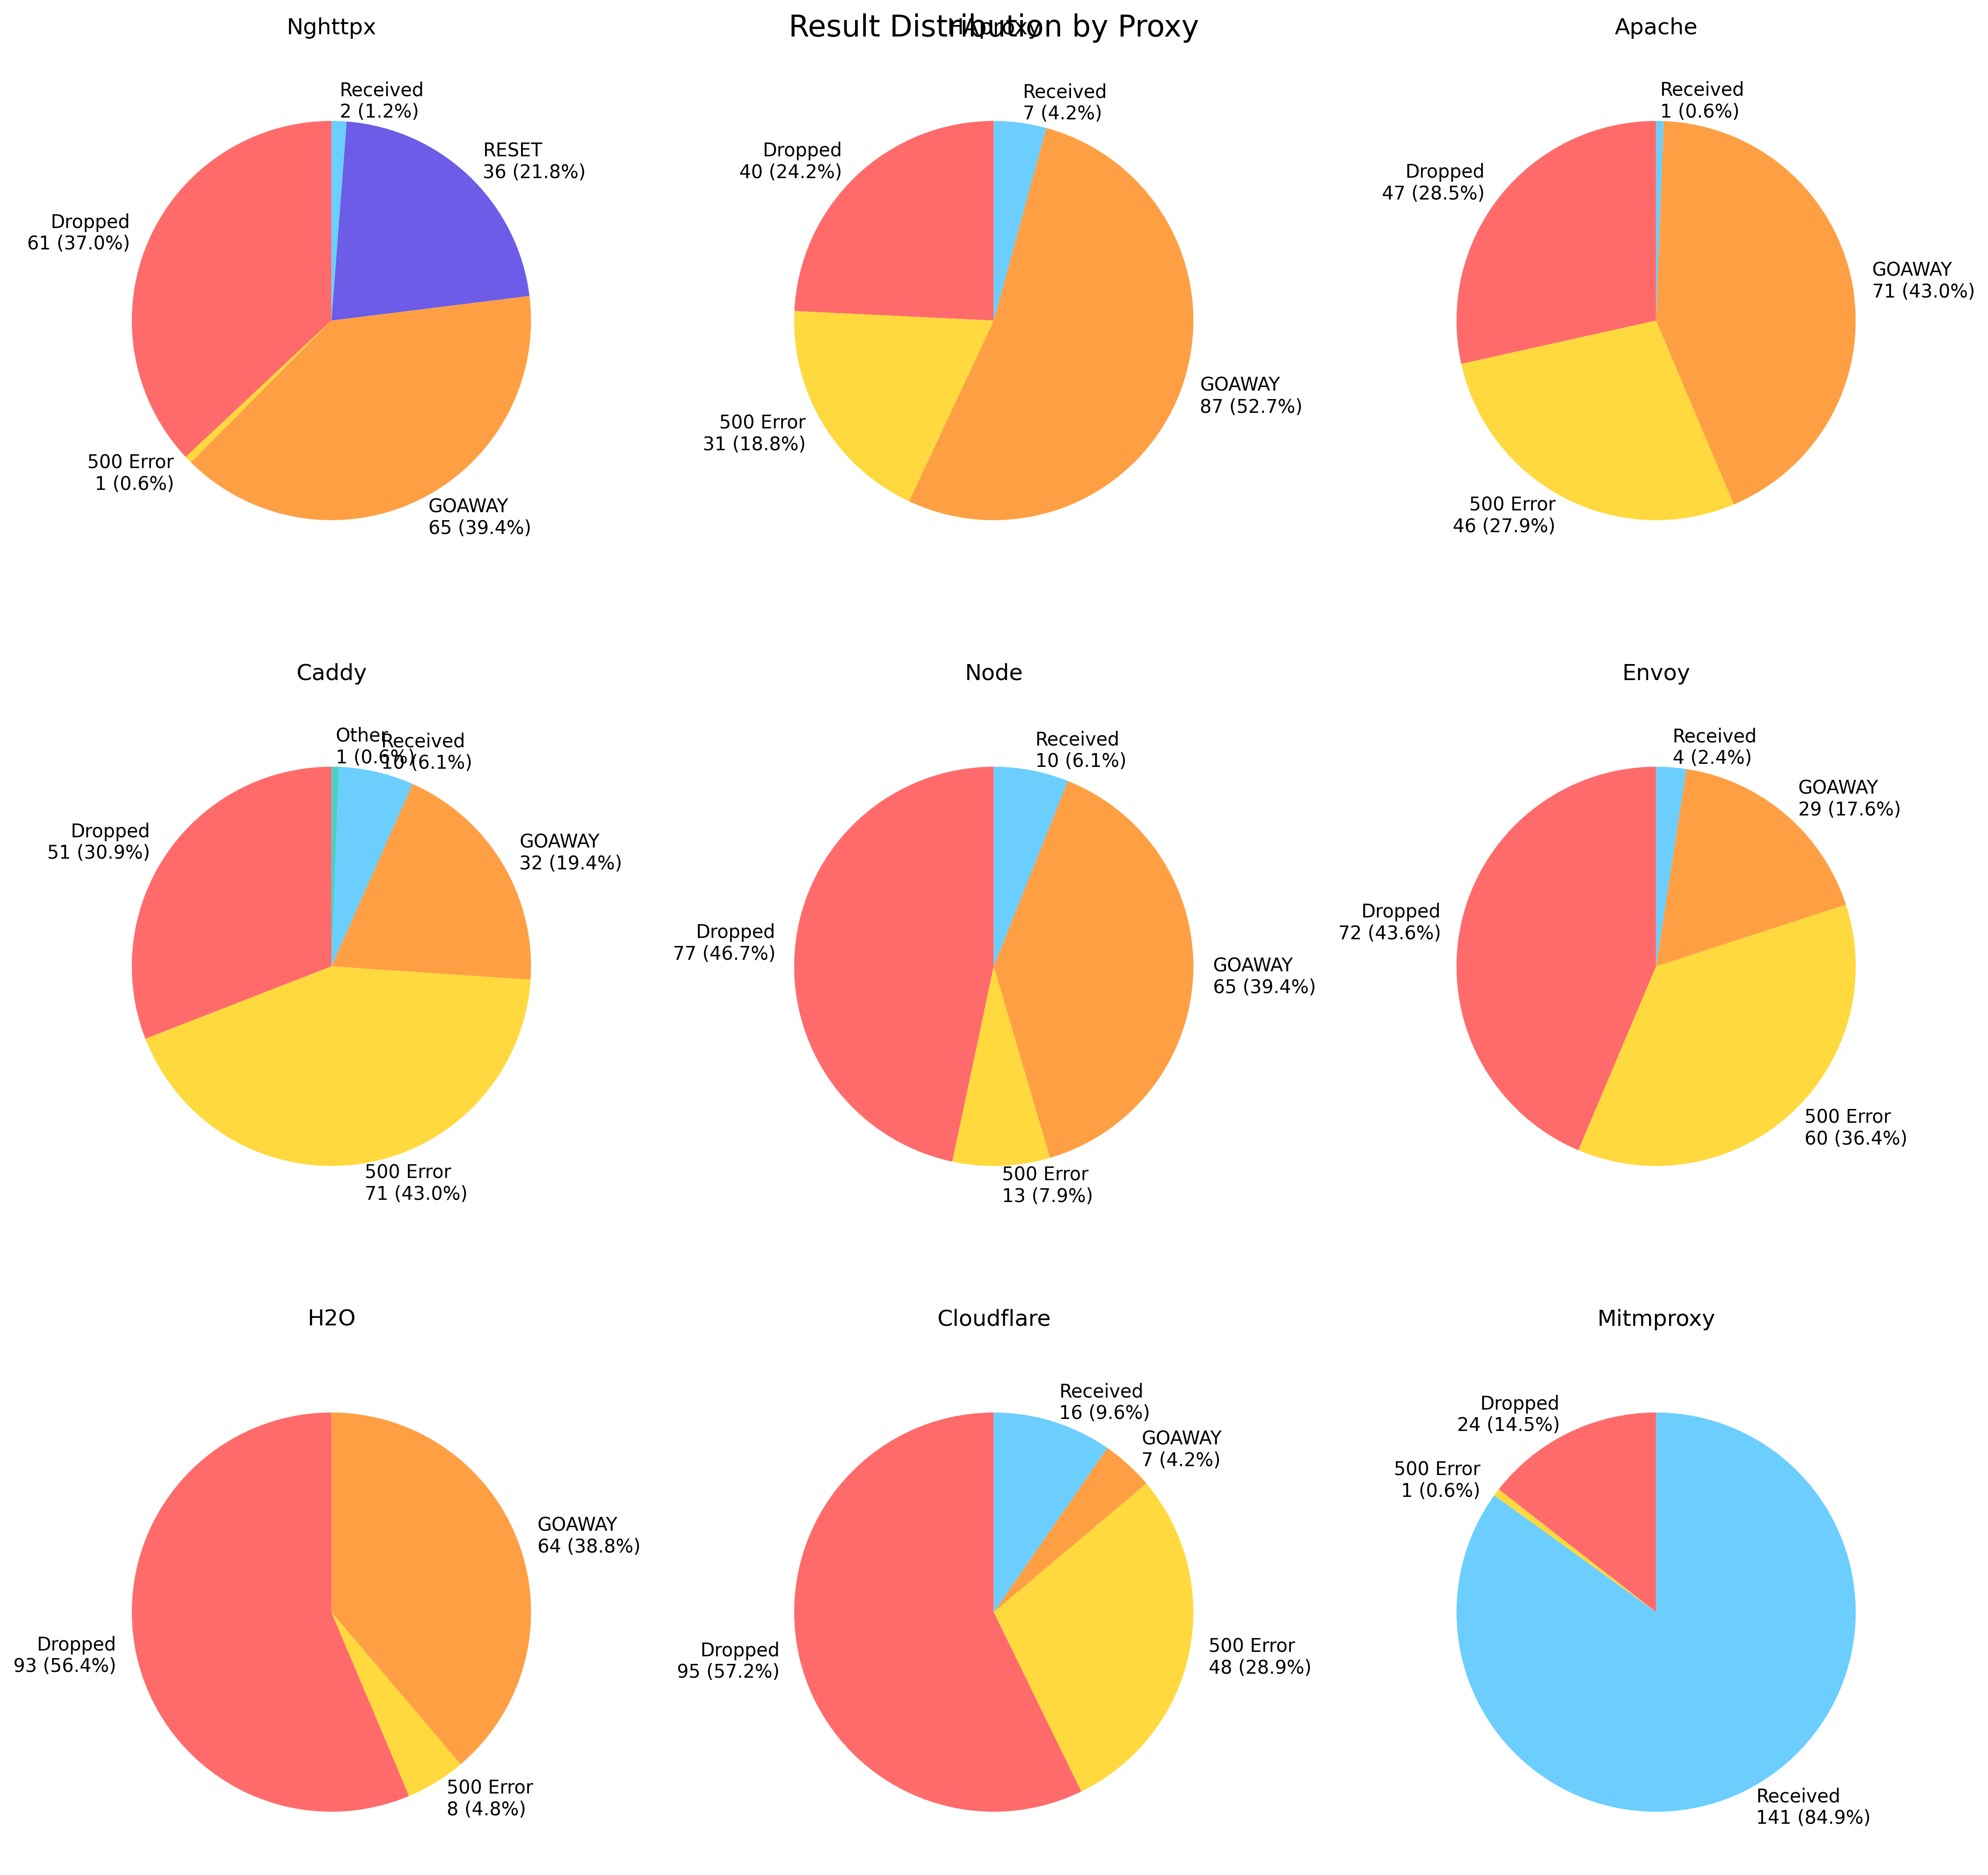 Result Distribution by Proxy
Nghttpx
Received
2 (1.2%)
RESET
36 (21.8%)
Dropped
61 (37.0%)
500 Error
1 (0.6%)
GOAWAY
65 (39.4%)
HAproxy
Received
7 (4.2%)
Dropped
40 (24.2%)
GOAWAY
87 (52.7%)
500 Error
31 (18.8%)
Apache
Received
1 (0.6%)
Dropped
47 (28.5%)
GOAWAY
71 (43.0%)
500 Error
46 (27.9%)
Caddy
Other
1 (0.6%)
Received
10 (6.1%)
Dropped
51 (30.9%)
GOAWAY
32 (19.4%)
500 Error
71 (43.0%)
Node
Received
10 (6.1%)
Dropped
77 (46.7%)
GOAWAY
65 (39.4%)
500 Error
13 (7.9%)
Envoy
Received
4 (2.4%)
GOAWAY
29 (17.6%)
Dropped
72 (43.6%)
500 Error
60 (36.4%)
H2O
GOAWAY
64 (38.8%)
Dropped
93 (56.4%)
500 Error
8 (4.8%)
Cloudflare
Received
16 (9.6%)
GOAWAY
7 (4.2%)
500 Error
48 (28.9%)
Dropped
95 (57.2%)
Mitmproxy
Dropped
24 (14.5%)
500 Error
1 (0.6%)
Received
141 (84.9%)